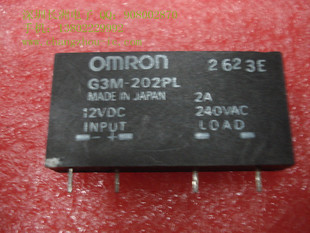 OMRON 2623E
G3M-202PL
MADE IN JAPAN 2A
12VDC 240VAC
INPUT LOAD
- +